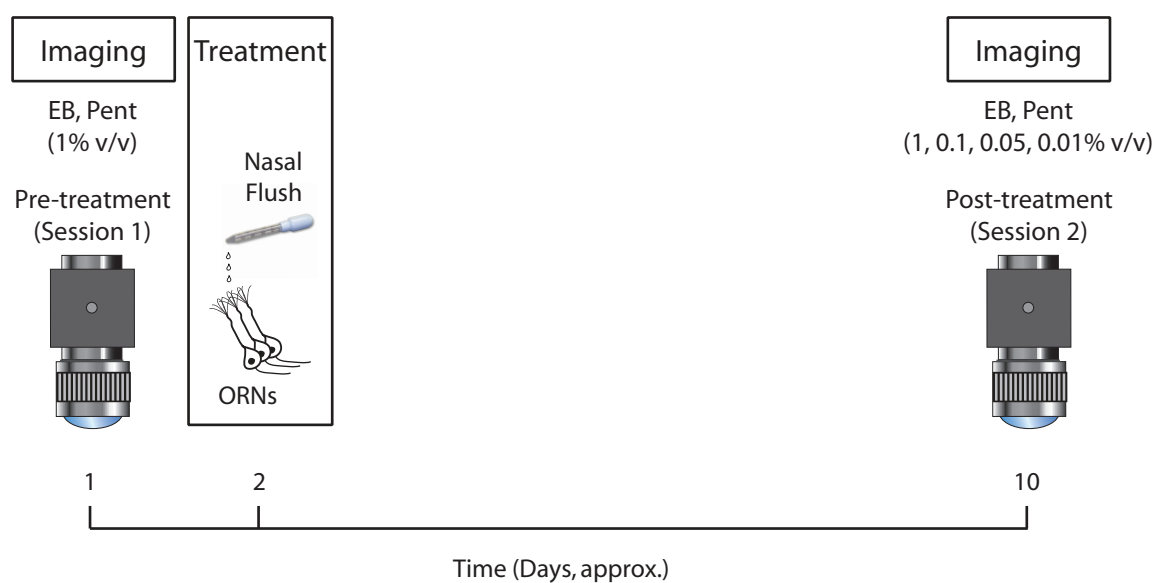 Imaging
EB, Pent
(1% v/v)
Pre-treatment
(Session 1)
Treatment
Nasal
Flush
ORNs
Imaging
EB, Pent
(1, 0.1, 0.05, 0.01% v/v)
Post-treatment
(Session 2)
1
2
10
Time (Days, approx.)